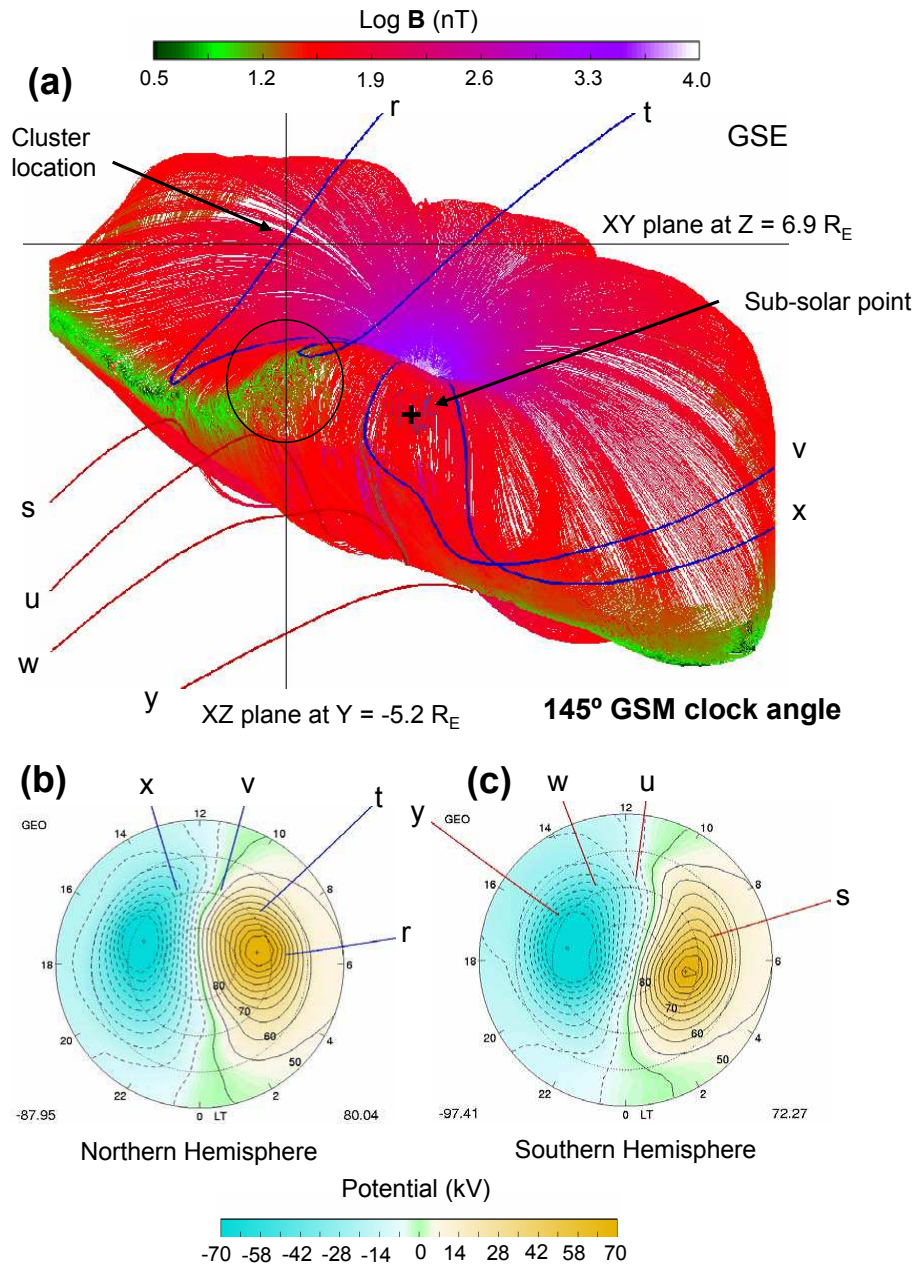 Log B (nT)
0.5 1.2 1.9 2.6 3.3 4.0
(a)
r
t
Cluster
location
GSE
XY plane at Z = 6.9 R_E
Sub-solar point
v
x
s
u
w
y
XZ plane at Y = -5.2 R_E
145º GSM clock angle
(b)
x
v
t
r
GEO
12
14
10
16
8
18
6
20
4
22
2
0 LT
80
70
60
50
-87.95
80.04
Northern Hemisphere
(c)
y
w
u
s
GEO
12
14
10
16
8
18
6
20
4
22
2
0 LT
80
70
60
50
-97.41
72.27
Southern Hemisphere
Potential (kV)
-70 -58 -42 -28 -14 0 14 28 42 58 70